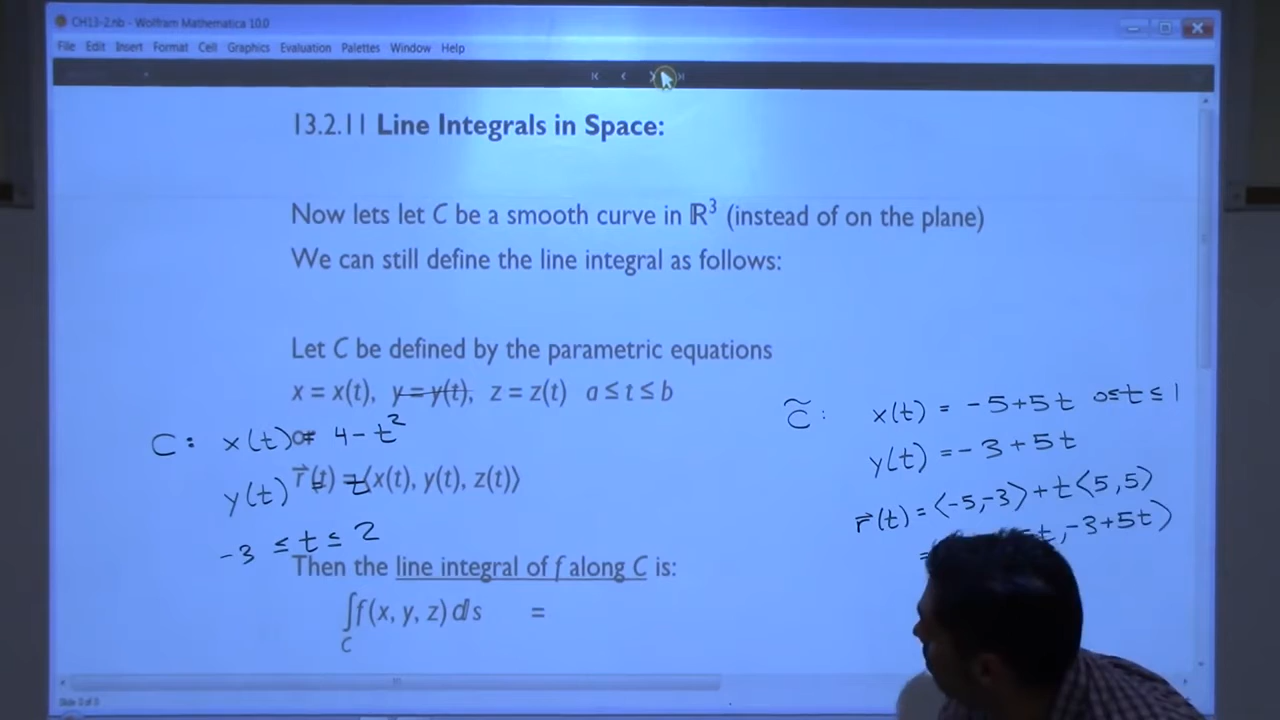 CH13-2.nb - Wolfram Mathematica 10.0
File Edit Insert Format Cell Graphics Evaluation Palettes Window Help
13.2.11 Line Integrals in Space:
Now lets let C be a smooth curve in ℝ³ (instead of on the plane)
We can still define the line integral as follows:
Let C be defined by the parametric equations
x = x(t), y = y(t), z = z(t) a ≤ t ≤ b
or
r⃗(t) = ⟨x(t), y(t), z(t)⟩
Then the line integral of f along C is:
∫f(x, y, z) ds =
C
C: x(t) = 4 - t²
y(t) = t
-3 ≤ t ≤ 2
C̃: x(t) = -5+5t 0≤t≤1
y(t) = -3+5t
r⃗(t) = ⟨-5,-3⟩+t⟨5,5⟩
= t, -3+5t⟩